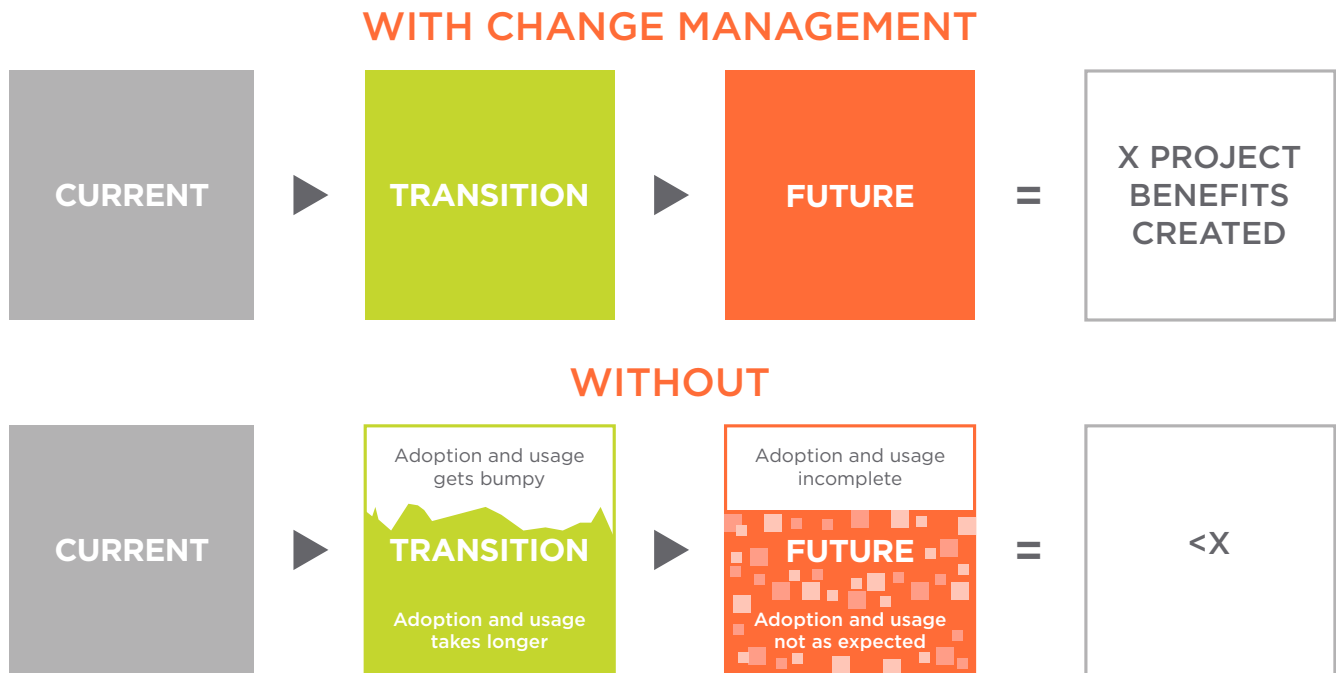 WITH CHANGE MANAGEMENT
CURRENT
TRANSITION
FUTURE
=
X PROJECT
BENEFITS
CREATED
WITHOUT
CURRENT
Adoption and usage
gets bumpy
TRANSITION
Adoption and usage
takes longer
Adoption and usage
incomplete
FUTURE
Adoption and usage
not as expected
=
<X